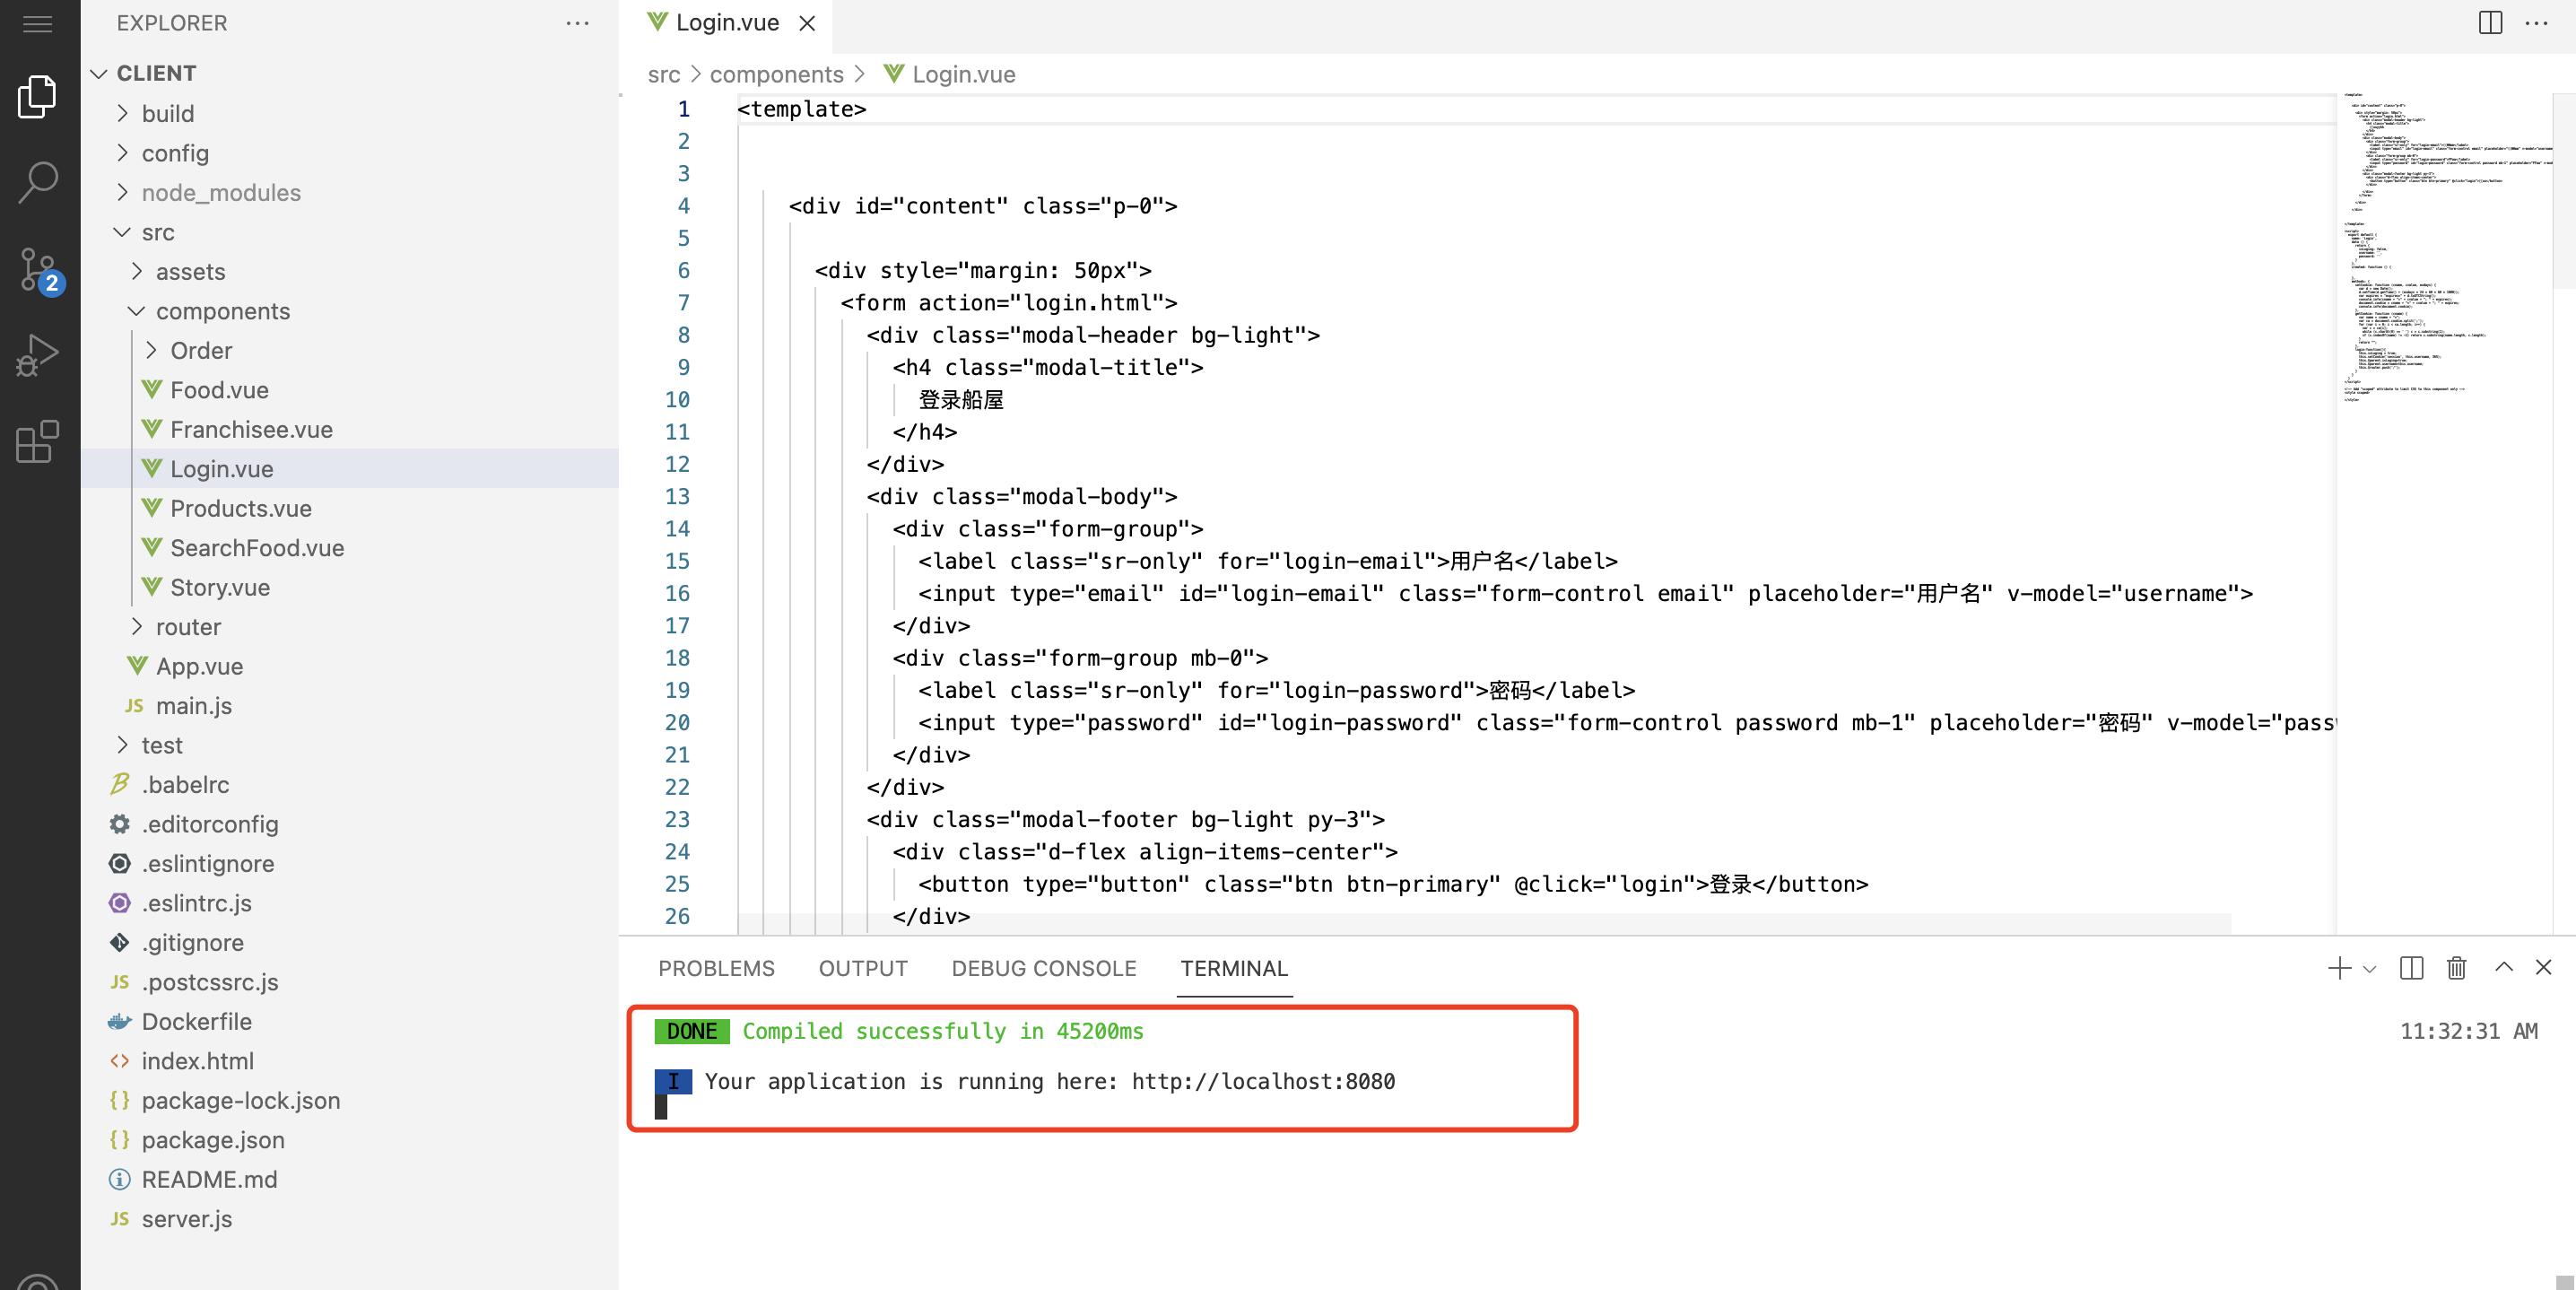 EXPLORER
CLIENT
build
config
node_modules
src
assets
components
Order
Food.vue
Franchisee.vue
Login.vue
Products.vue
SearchFood.vue
Story.vue
router
App.vue
JS main.js
test
.babelrc
.editorconfig
.eslintignore
.eslintrc.js
.gitignore
JS .postcssrc.js
Dockerfile
<> index.html
{} package-lock.json
{} package.json
README.md
JS server.js
2
Login.vue
src > components > Login.vue
1 <template>
2
3
4 <div id="content" class="p-0">
5
6 <div style="margin: 50px">
7 <form action="login.html">
8 <div class="modal-header bg-light">
9 <h4 class="modal-title">
10 登录船屋
11 </h4>
12 </div>
13 <div class="modal-body">
14 <div class="form-group">
15 <label class="sr-only" for="login-email">用户名</label>
16 <input type="email" id="login-email" class="form-control email" placeholder="用户名" v-model="username">
17 </div>
18 <div class="form-group mb-0">
19 <label class="sr-only" for="login-password">密码</label>
20 <input type="password" id="login-password" class="form-control password mb-1" placeholder="密码" v-model="pass
21 </div>
22 </div>
23 <div class="modal-footer bg-light py-3">
24 <div class="d-flex align-items-center">
25 <button type="button" class="btn btn-primary" @click="login">登录</button>
26 </div>
PROBLEMS OUTPUT DEBUG CONSOLE TERMINAL
DONE Compiled successfully in 45200ms 11:32:31 AM
I Your application is running here: http://localhost:8080